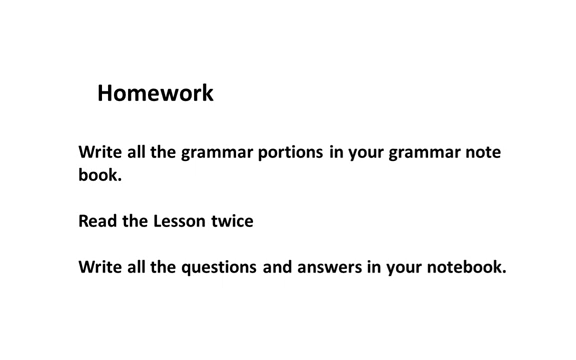 Homework
Write all the grammar portions in your grammar note
book.
Read the Lesson twice
Write all the questions and answers in your notebook.